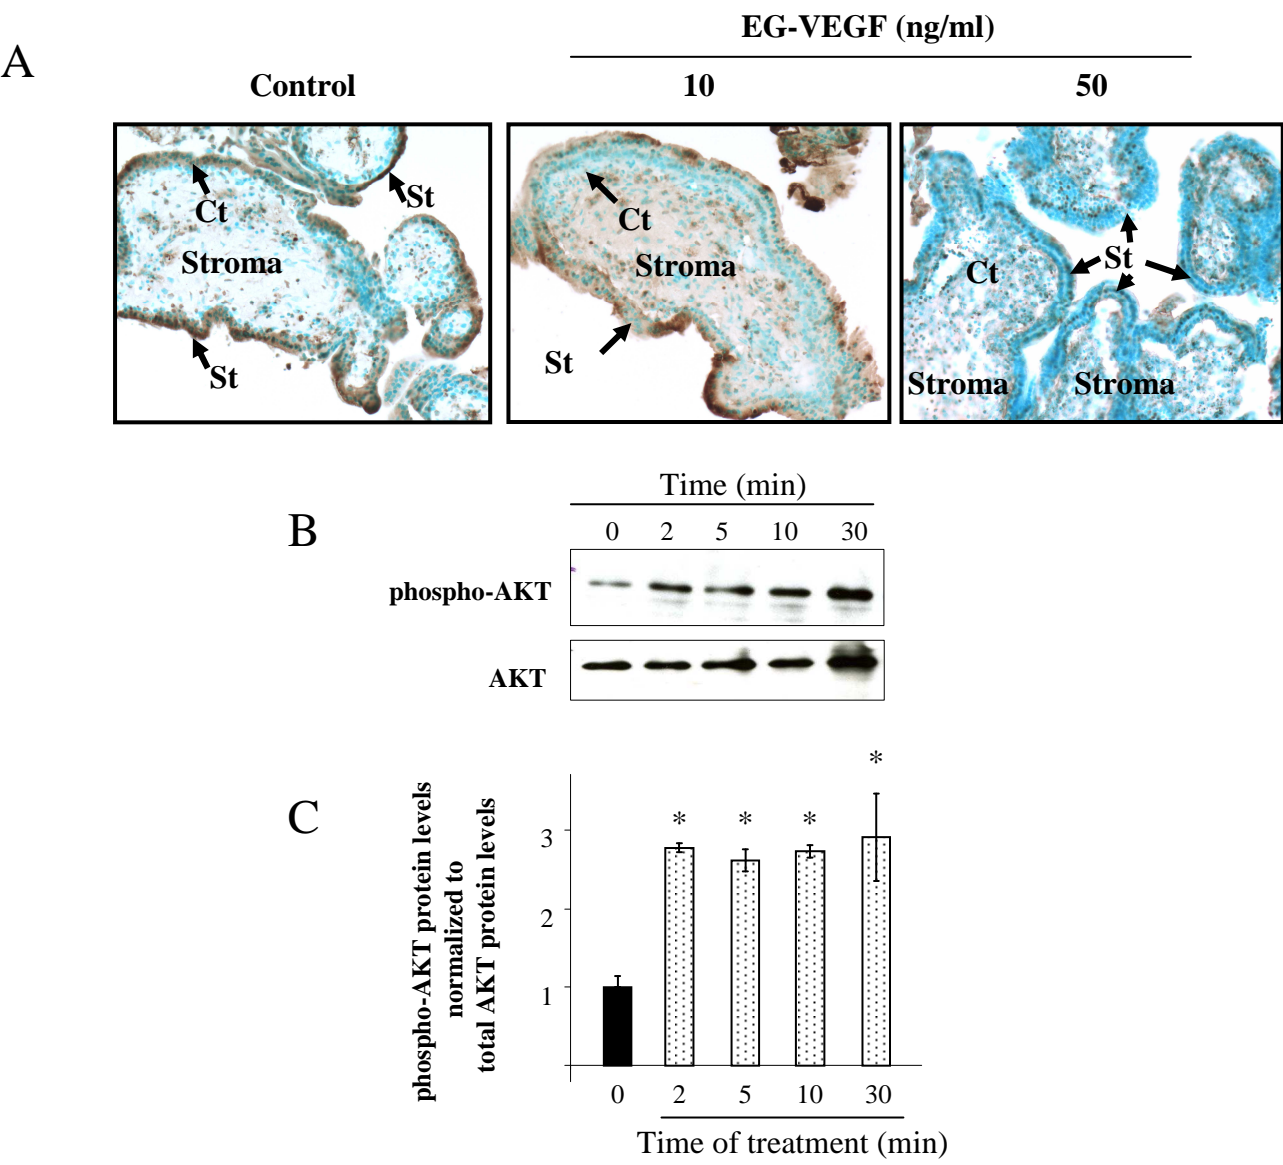 A
EG-VEGF (ng/ml)
Control
10
50
Ct
St
Stroma
St
Ct
Stroma
St
St
Ct
Stroma
Stroma
B
Time (min)
0 2 5 10 30
phospho-AKT
AKT
C
phospho-AKT protein levels
normalized to
total AKT protein levels
*
* * *
3
2
1
0 2 5 10 30
Time of treatment (min)